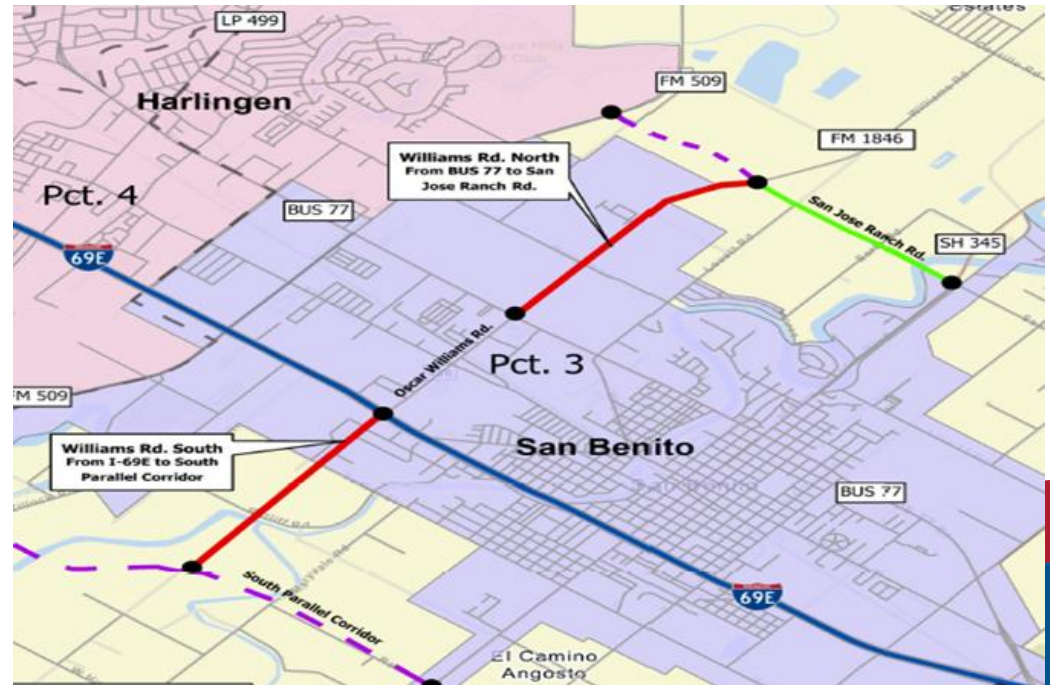 Estates
LP 499
Harlingen
FM 509
FM 1846
Williams Rd. North
From BUS 77 to San
Jose Ranch Rd.
Pct. 4
BUS 77
San Jose Ranch Rd.
SH 345
69E
Oscar Williams Rd.
Pct. 3
FM 509
Williams Rd. South
From I-69E to South
Parallel Corridor
San Benito
BUS 77
South Parallel Corridor
69E
El Camino
Angosto